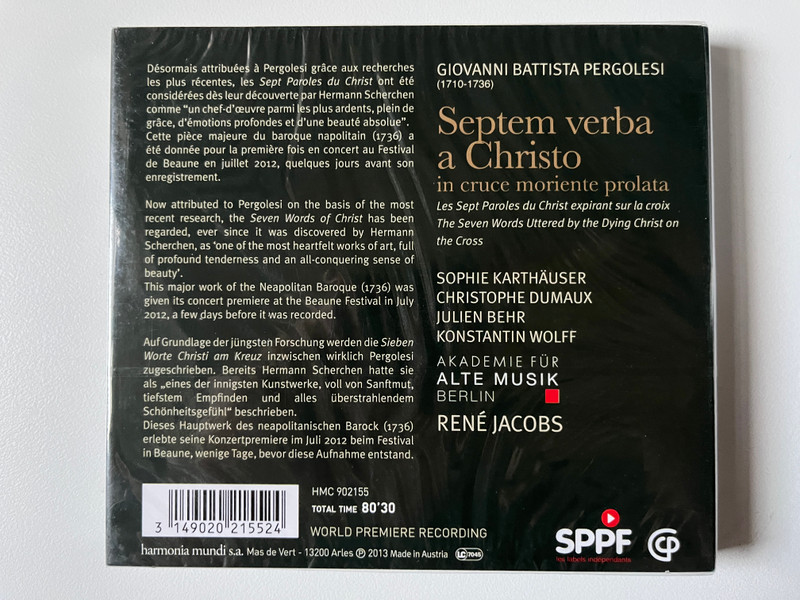 Désormais attribuées à Pergolesi grâce aux recherches
les plus récentes, les Sept Paroles du Christ ont été
considérées dès leur découverte par Hermann Scherchen
comme “un chef-d’œuvre parmi les plus ardents, plein de
grâce, d’émotions profondes et d’une beauté absolue”.
Cette pièce majeure du baroque napolitain (1736) a
été donnée pour la première fois en concert au Festival
de Beaune en juillet 2012, quelques jours avant son
enregistrement.
Now attributed to Pergolesi on the basis of the most
recent research, the Seven Words of Christ has been
regarded, ever since it was discovered by Hermann
Scherchen, as ‘one of the most heartfelt works of art, full
of profound tenderness and an all-conquering sense of
beauty’.
This major work of the Neapolitan Baroque (1736) was
given its concert premiere at the Beaune Festival in July
2012, a few days before it was recorded.
Auf Grundlage der jüngsten Forschung werden die Sieben
Worte Christi am Kreuz inzwischen wirklich Pergolesi
zugeschrieben. Bereits Hermann Scherchen hatte sie
als „eines der innigsten Kunstwerke, voll von Sanftmut,
tiefstem Empfinden und alles überstrahlendem
Schönheitsgefühl“ beschrieben.
Dieses Hauptwerk des neapolitanischen Barock (1736)
erlebte seine Konzertpremiere im Juli 2012 beim Festival
in Beaune, wenige Tage, bevor diese Aufnahme entstand.
GIOVANNI BATTISTA PERGOLESI
(1710-1736)
Septem verba
a Christo
in cruce moriente prolata
Les Sept Paroles du Christ expirant sur la croix
The Seven Words Uttered by the Dying Christ on
the Cross
SOPHIE KARTHÄUSER
CHRISTOPHE DUMAUX
JULIEN BEHR
KONSTANTIN WOLFF
AKADEMIE FÜR
ALTE MUSIK
BERLIN
RENÉ JACOBS
3 149020 215524
HMC 902155
TOTAL TIME 80’30
WORLD PREMIERE RECORDING
harmonia mundi s.a. Mas de Vert - 13200 Arles ℗ 2013 Made in Austria LC 7045
SPPF
les labels indépendants